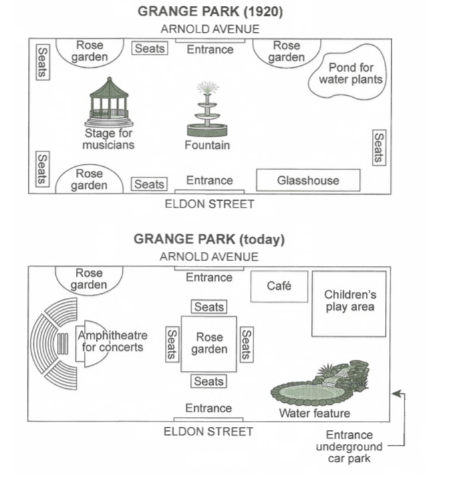 GRANGE PARK (1920)
ARNOLD AVENUE
Rose
garden
Seats
Entrance
Rose
garden
Seats
Pond for
water plants
Stage for
musicians
Fountain
Seats
Seats
Rose
garden
Seats
Entrance
Glasshouse
ELDON STREET
GRANGE PARK (today)
ARNOLD AVENUE
Rose
garden
Entrance
Café
Children's
play area
Seats
Amphitheatre
for concerts
Seats
Rose
garden
Seats
Seats
Entrance
Water feature
ELDON STREET
Entrance
underground
car park